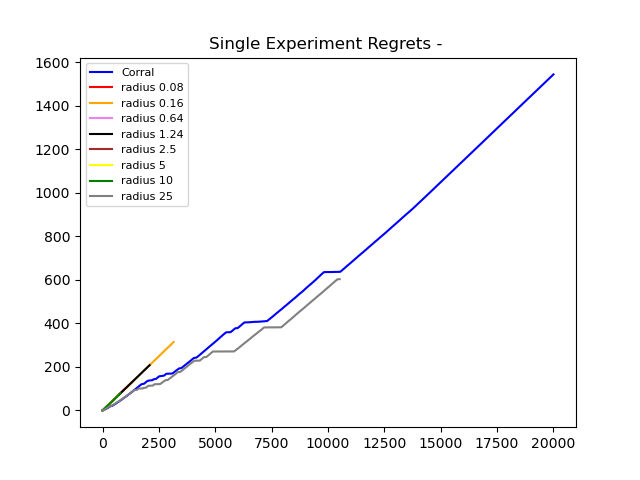 Single Experiment Regrets -
1600
1400
1200
1000
800
600
400
200
0
Corral
radius 0.08
radius 0.16
radius 0.64
radius 1.24
radius 2.5
radius 5
radius 10
radius 25
0 2500 5000 7500 10000 12500 15000 17500 20000